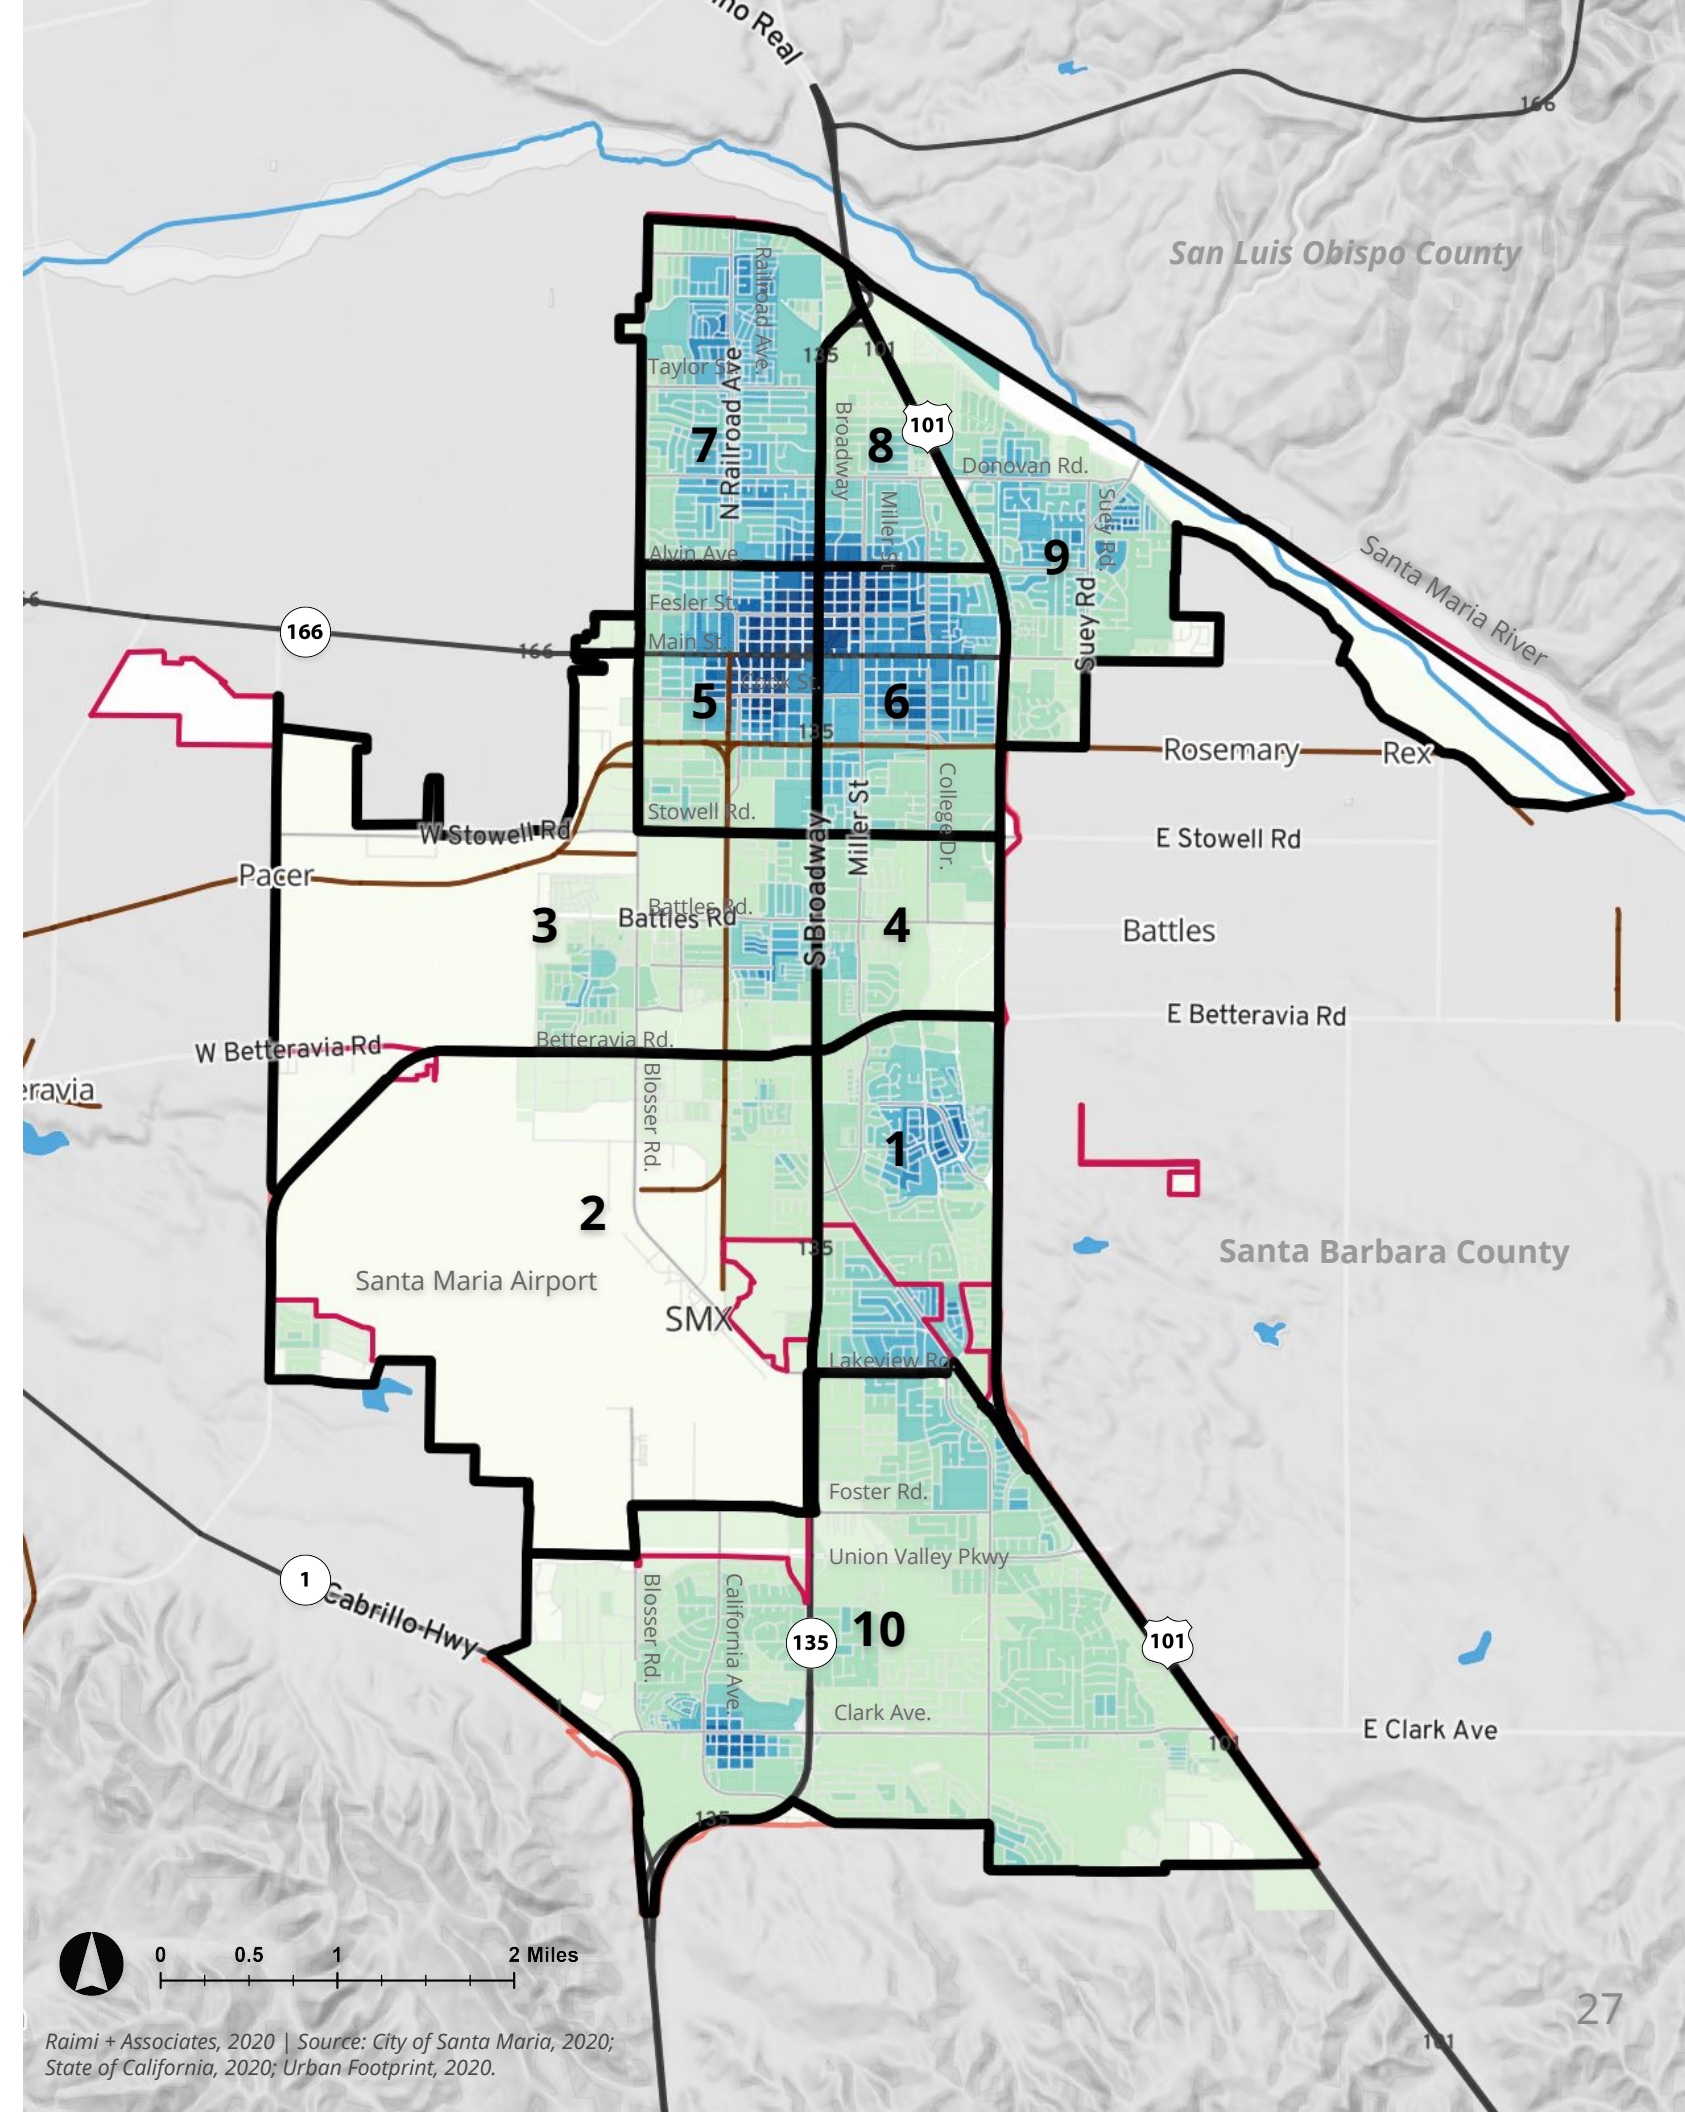 166
San Luis Obispo County
Railroad Ave.
135
101
Taylor St.
N Railroad Ave
Broadway
7
8
101
Donovan Rd.
Miller St.
Suey Rd.
9
Alvin Ave.
Santa Maria River
Suey Rd
Fesler St.
166
Main St.
166
Cook St.
5
6
135
Rosemary
Rex
College Dr.
Miller St
Stowell Rd.
W Stowell Rd
E Stowell Rd
Pacer
S Broadway
3
Battles Rd.
Battles Rd
4
Battles
E Betteravia Rd
W Betteravia Rd
Betteravia Rd.
Blosser Rd.
1
2
135
Santa Barbara County
Santa Maria Airport
SMX
Lakeview Rd.
Foster Rd.
Union Valley Pkwy
1
Cabrillo Hwy
Blosser Rd.
California Ave.
135
10
101
1
Clark Ave.
E Clark Ave
101
135
0 0.5 1 2 Miles
27
Raimi + Associates, 2020 | Source: City of Santa Maria, 2020;
State of California, 2020; Urban Footprint, 2020.
101